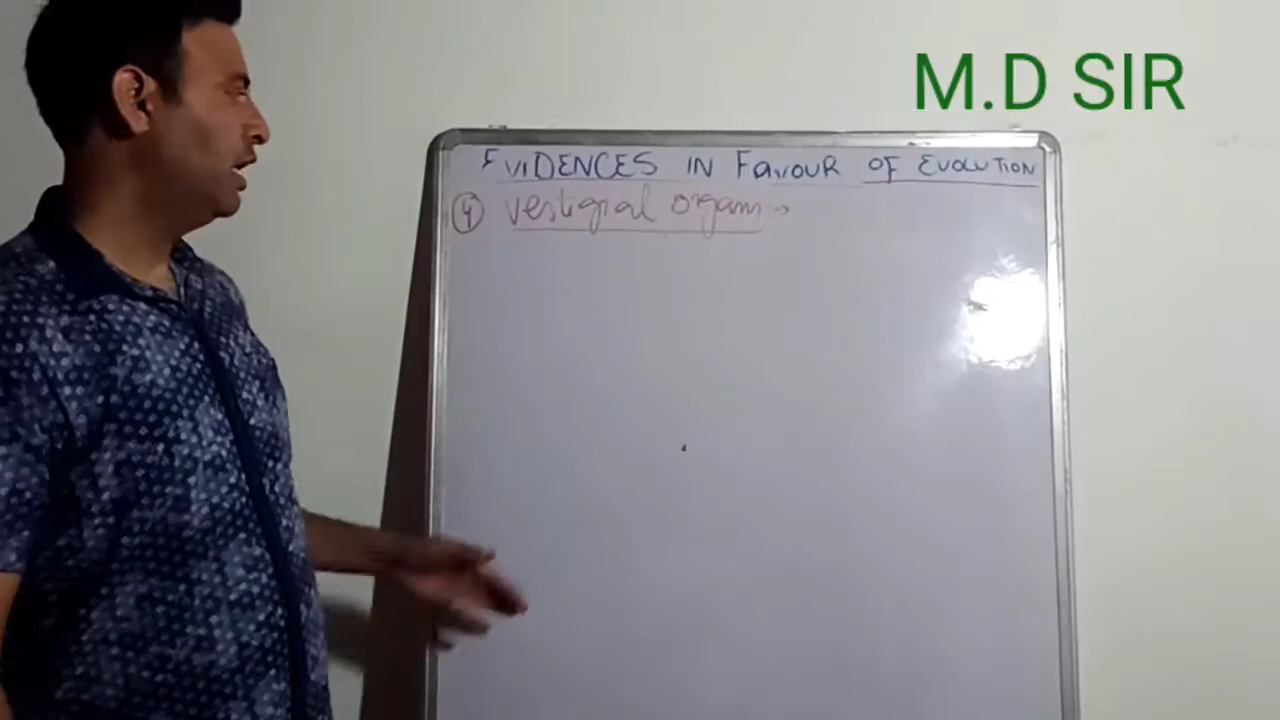 M.D SIR
EVIDENCES IN FAVOUR OF EVOLUTION
④ Vestigial organs →